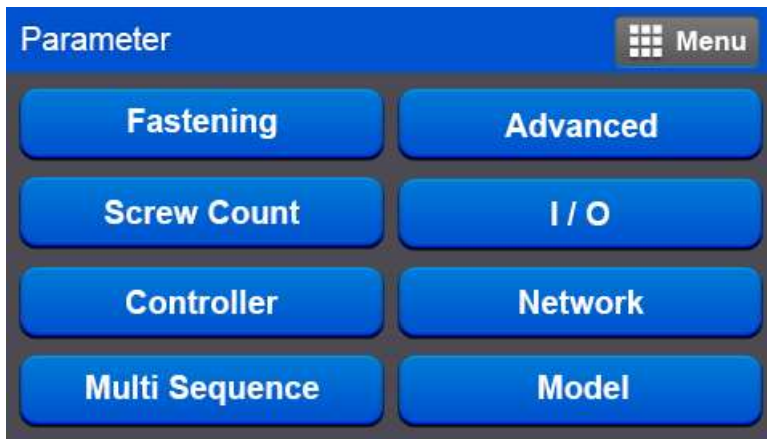 Parameter
Menu
Fastening
Advanced
Screw Count
I / O
Controller
Network
Multi Sequence
Model